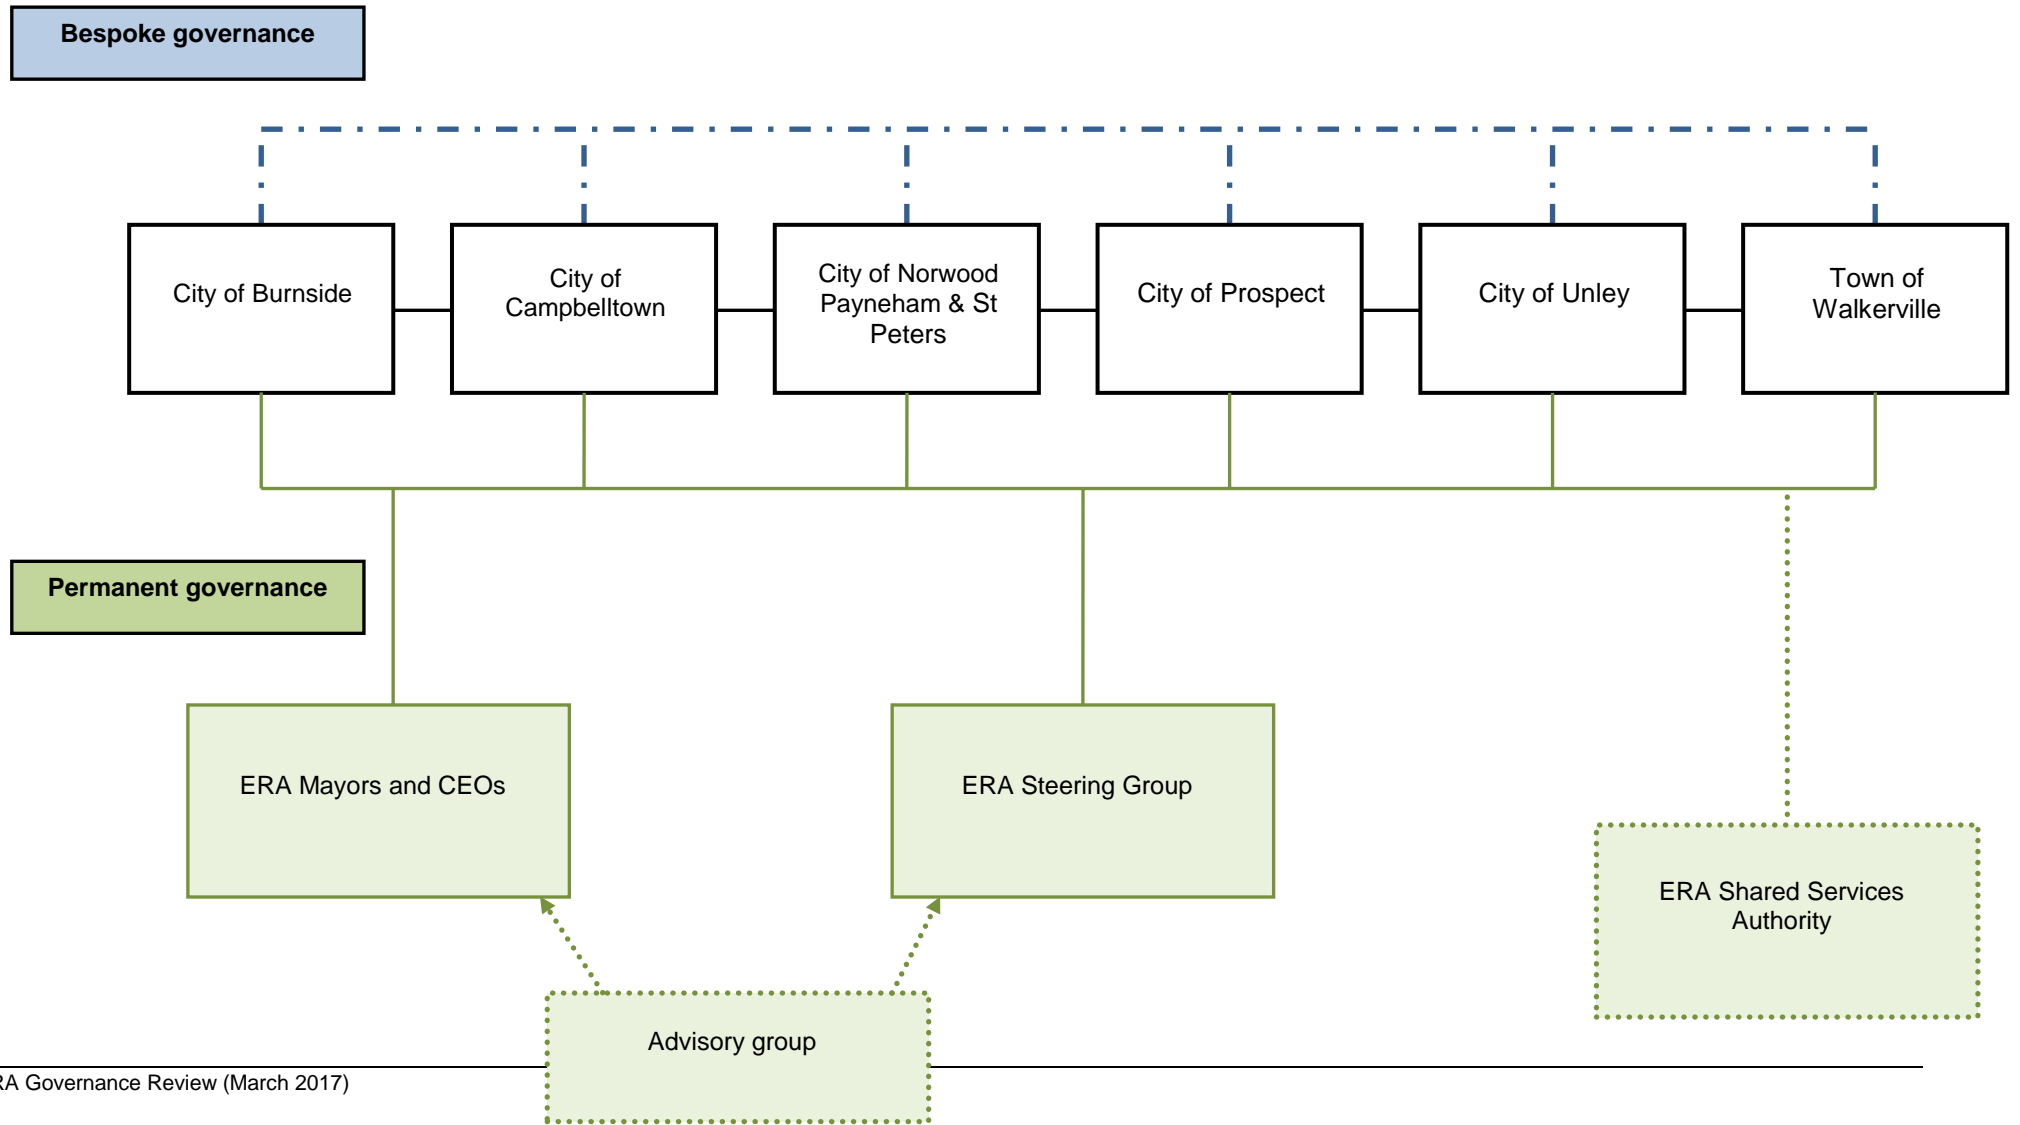 Bespoke governance
City of Burnside
City of
Campbelltown
City of Norwood
Payneham & St
Peters
City of Prospect
City of Unley
Town of
Walkerville
Permanent governance
ERA Mayors and CEOs
ERA Steering Group
ERA Shared Services
Authority
Advisory group
RA Governance Review (March 2017)